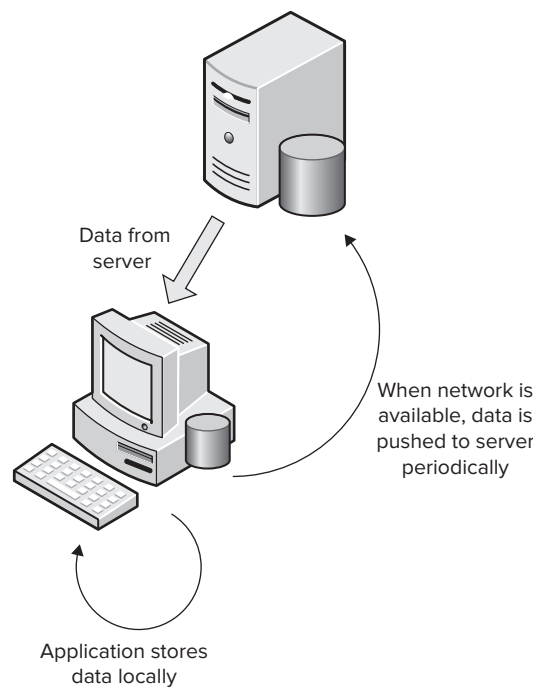 Data from
server
When network is
available, data is
pushed to server
periodically
Application stores
data locally